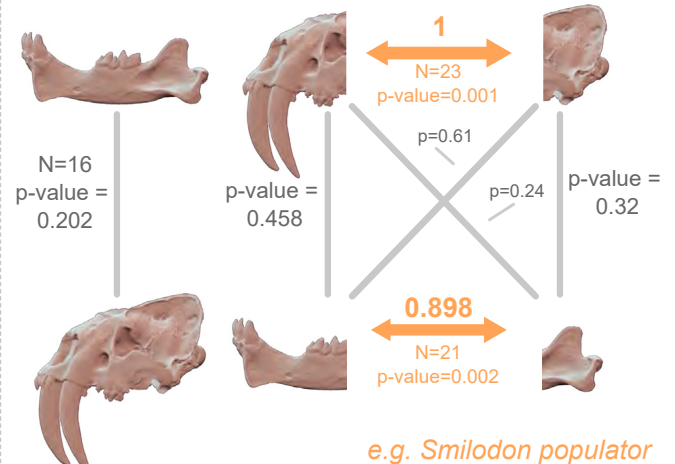 1
N=23
p-value=0.001
p=0.61
N=16
p-value =
0.202
p-value =
0.458
p=0.24
p-value =
0.32
0.898
N=21
p-value=0.002
e.g. Smilodon populator